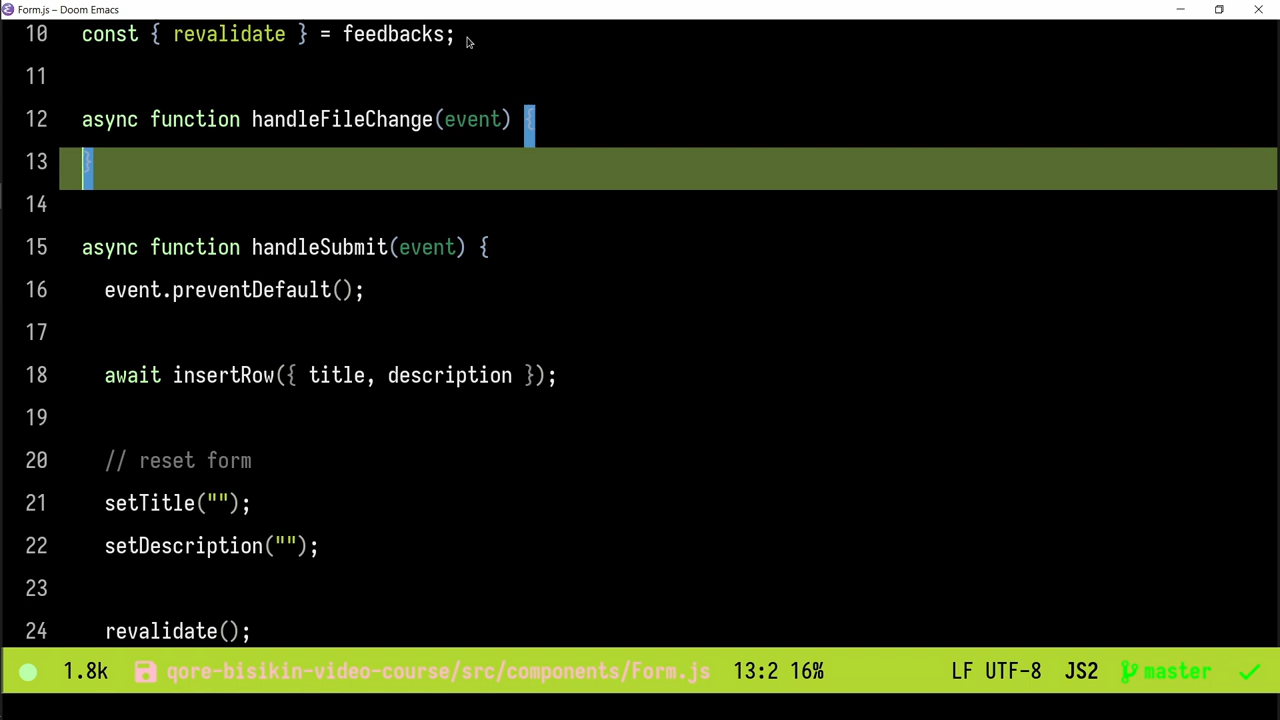 Form.js – Doom Emacs
10 const { revalidate } = feedbacks;
11
12 async function handleFileChange(event) {
13 }
14
15 async function handleSubmit(event) {
16 event.preventDefault();
17
18 await insertRow({ title, description });
19
20 // reset form
21 setTitle("");
22 setDescription("");
23
24 revalidate();
1.8k qore-bisikin-video-course/src/components/Form.js 13:2 16% LF UTF-8 JS2 master